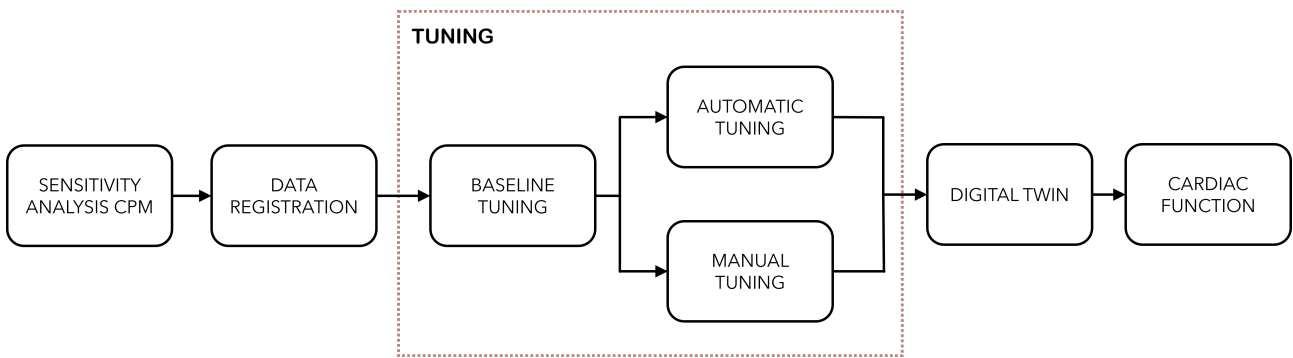 TUNING
SENSITIVITY
ANALYSIS CPM
DATA
REGISTRATION
BASELINE
TUNING
AUTOMATIC
TUNING
MANUAL
TUNING
DIGITAL TWIN
CARDIAC
FUNCTION